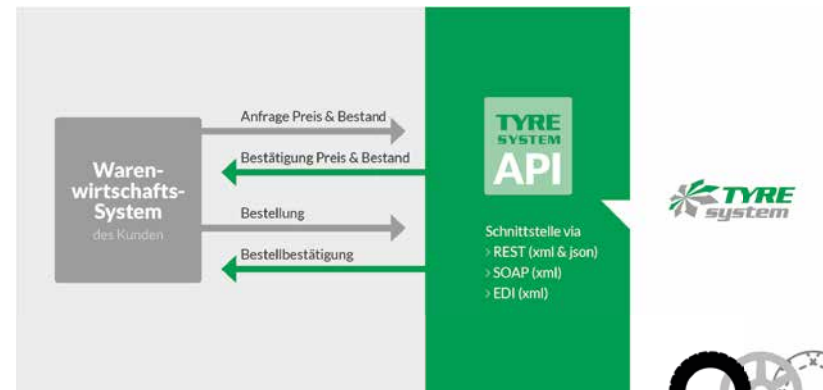 Anfrage Preis & Bestand
Bestätigung Preis & Bestand
Bestellung
Bestellbestätigung
Waren-
wirtschafts-
System
des Kunden
TYRE
SYSTEM
API
Schnittstelle via
> REST (xml & json)
> SOAP (xml)
> EDI (xml)
TYRE
system